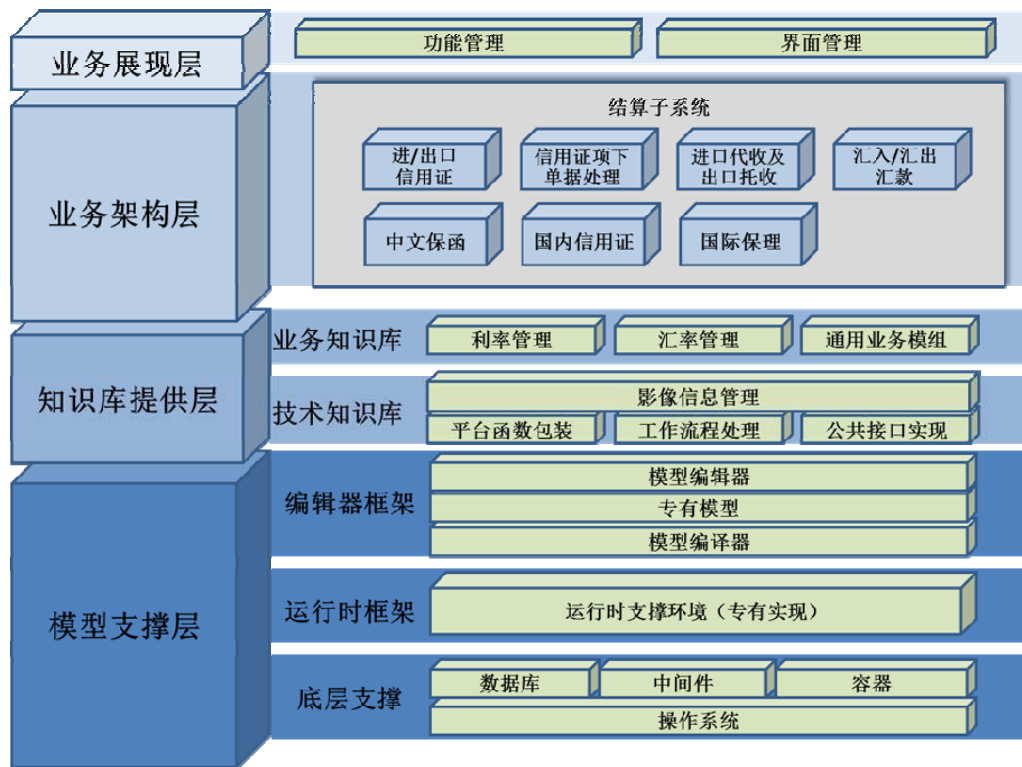 业务展现层
功能管理
界面管理
业务架构层
结算子系统
进/出口
信用证
信用证项下
单据处理
进口代收及
出口托收
汇入/汇出
汇款
中文保函
国内信用证
国际保理
知识库提供层
业务知识库
利率管理
汇率管理
通用业务模组
技术知识库
影像信息管理
平台函数包装
工作流程处理
公共接口实现
模型支撑层
编辑器框架
模型编辑器
专有模型
模型编译器
运行时框架
运行时支撑环境（专有实现）
底层支撑
数据库
中间件
容器
操作系统